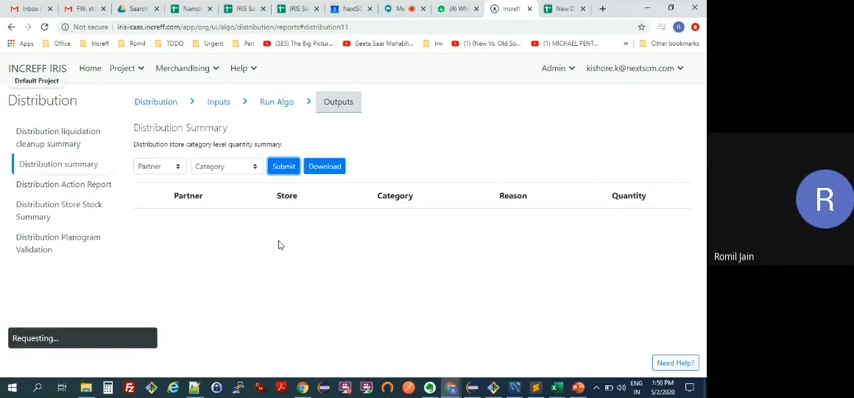 Inbox
FW: st
Search
Namsh
IRIS Sa
IRIS Sa
NextSC
Me
(4) Wh
Increff
New D
Not secure | iris-saas.increff.com/app/org/ui/algo/distribution/reports#distribution11
Apps Office Increff Romil TODO Urgent Pari (385) The Big Pictur... Geeta Saar Mahabh... Inv (1) (New Vs. Old So... (1) MICHAEL PENT... » Other bookmarks
INCREFF IRIS Home Project Merchandising Help Admin kishore.k@nextscm.com
Default Project
Distribution
Distribution > Inputs > Run Algo > Outputs
Distribution liquidation
cleanup summary
Distribution summary
Distribution Action Report
Distribution Store Stock
Summary
Distribution Planogram
Validation
Distribution Summary
Distribution store category level quantity summary.
Partner Category Submit Download
Partner Store Category Reason Quantity
Requesting...
Need Help?
ENG
IN
1:50 PM
5/2/2020
R
Romil Jain